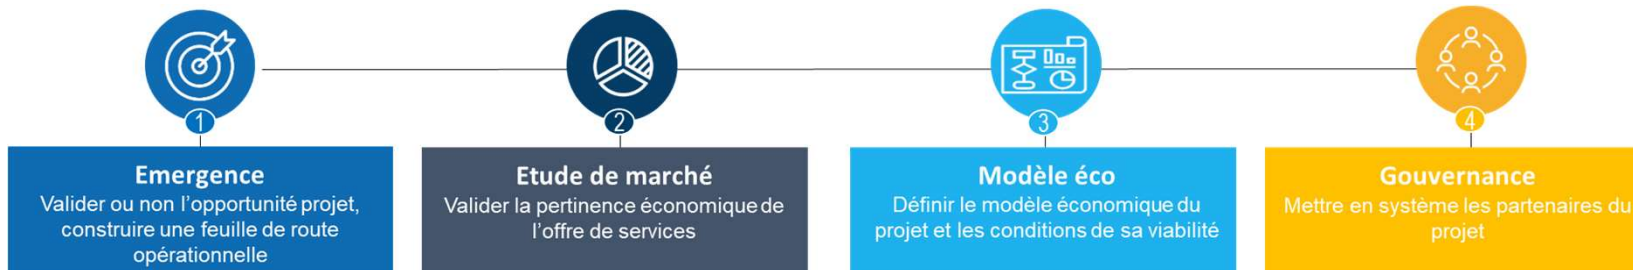 1
Emergence
Valider ou non l'opportunité projet,
construire une feuille de route
opérationnelle
2
Etude de marché
Valider la pertinence économique de
l'offre de services
3
Modèle éco
Définir le modèle économique du
projet et les conditions de sa viabilité
4
Gouvernance
Mettre en système les partenaires du
projet